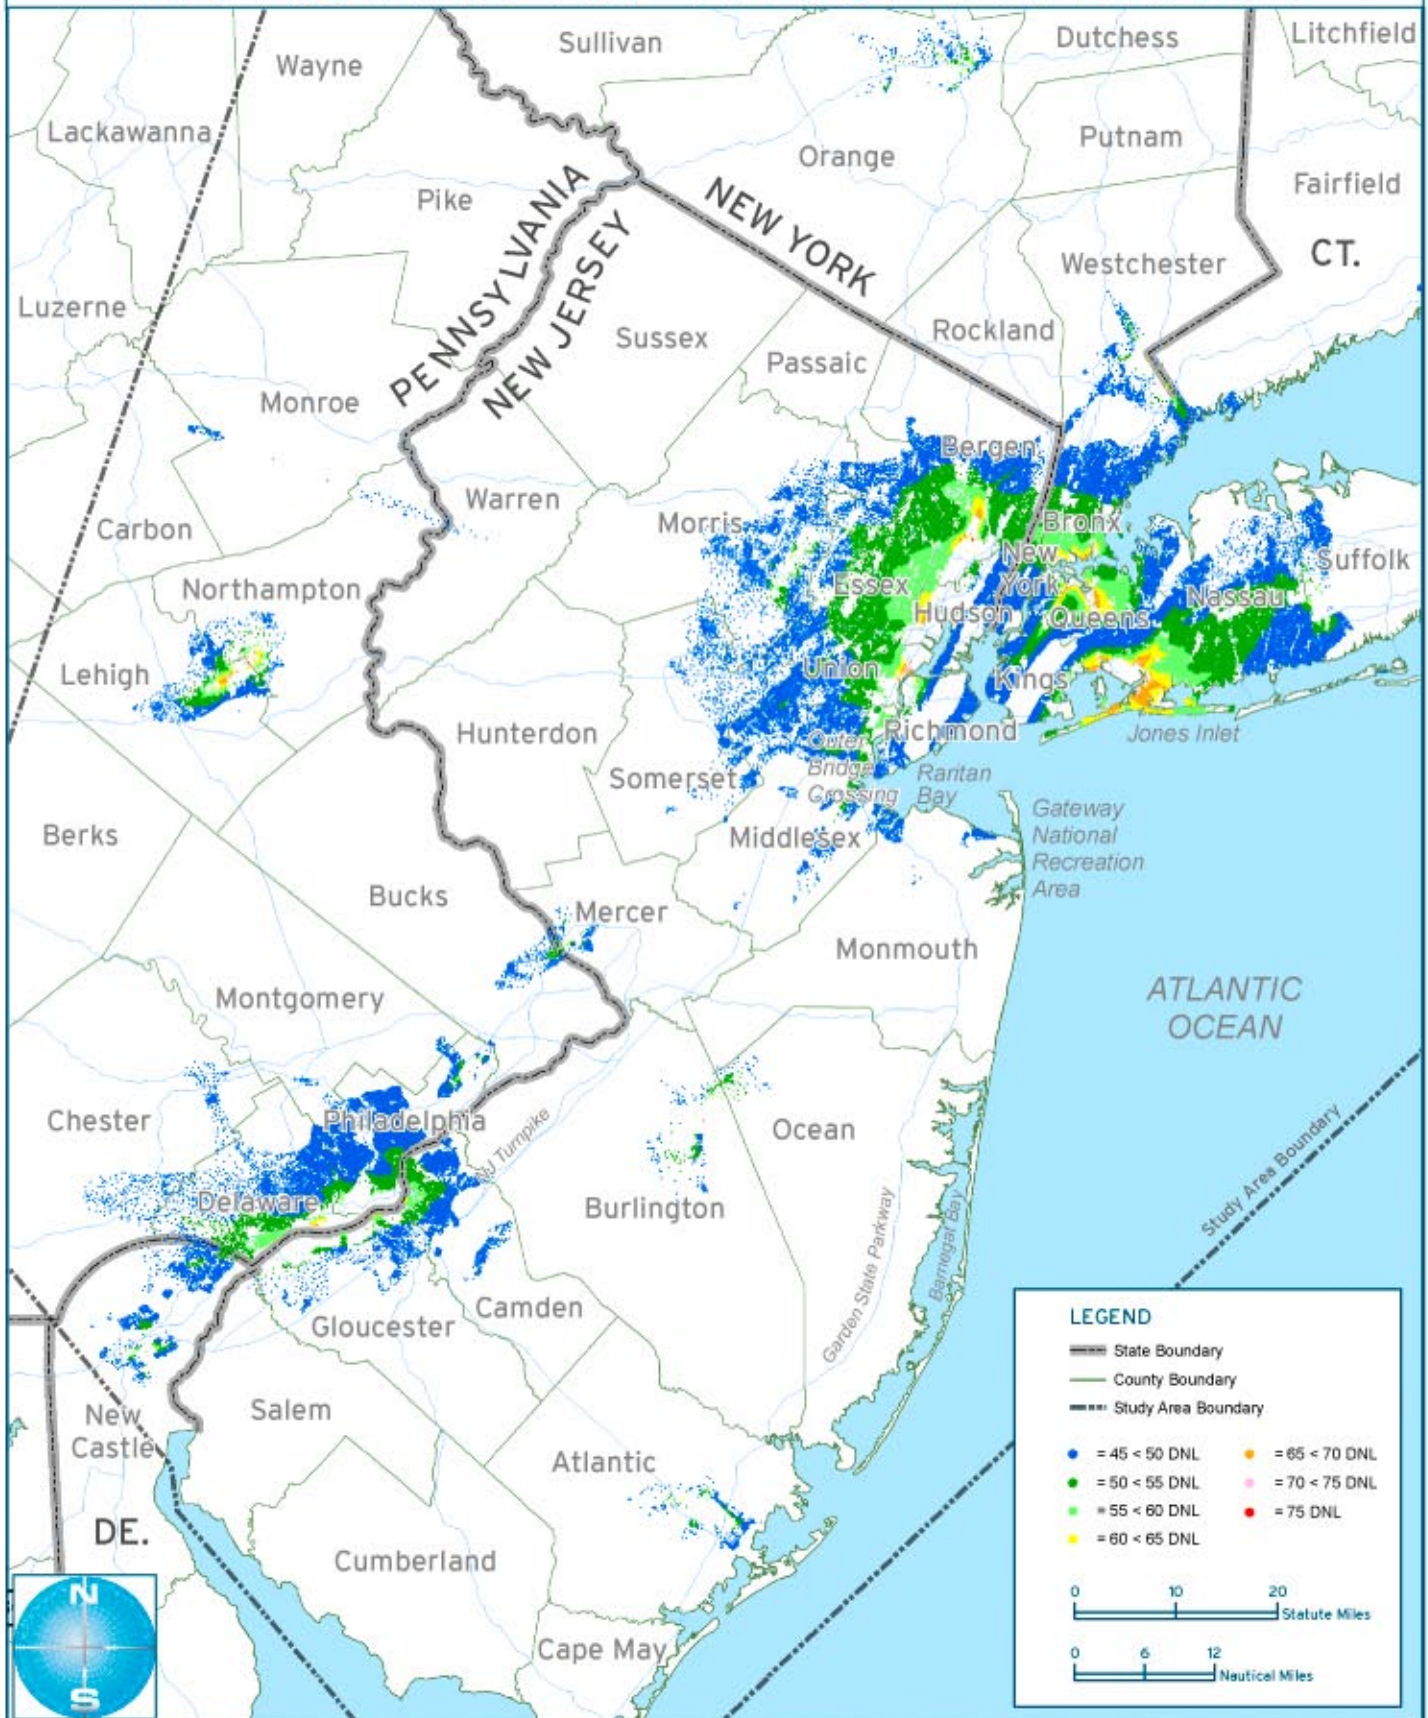 Sullivan
Dutchess
Litchfield
Wayne
Lackawanna
Orange
Putnam
Fairfield
Pike
PENNSYLVANIA
NEW JERSEY
NEW YORK
Westchester
CT.
Luzerne
Sussex
Rockland
Passaic
Monroe
Bergen
Warren
Morris
Bronx
Carbon
New
York
Suffolk
Northampton
Essex
Hudson
Queens
Nassau
Lehigh
Union
Kings
Hunterdon
Richmond
Jones Inlet
Outer
Bridge
Crossing
Raritan
Bay
Somerset
Gateway
National
Recreation
Area
Berks
Middlesex
Bucks
Mercer
Monmouth
Montgomery
ATLANTIC
OCEAN
Chester
Philadelphia
NJ Turnpike
Ocean
Study Area Boundary
Delaware
Burlington
Garden State Parkway
Barnegat Bay
Camden
Gloucester
New
Castle
Salem
Atlantic
DE.
Cumberland
Cape May
N
S
LEGEND
State Boundary
County Boundary
Study Area Boundary
= 45 < 50 DNL
= 50 < 55 DNL
= 55 < 60 DNL
= 60 < 65 DNL
= 65 < 70 DNL
= 70 < 75 DNL
= 75 DNL
0 10 20
Statute Miles
0 6 12
Nautical Miles